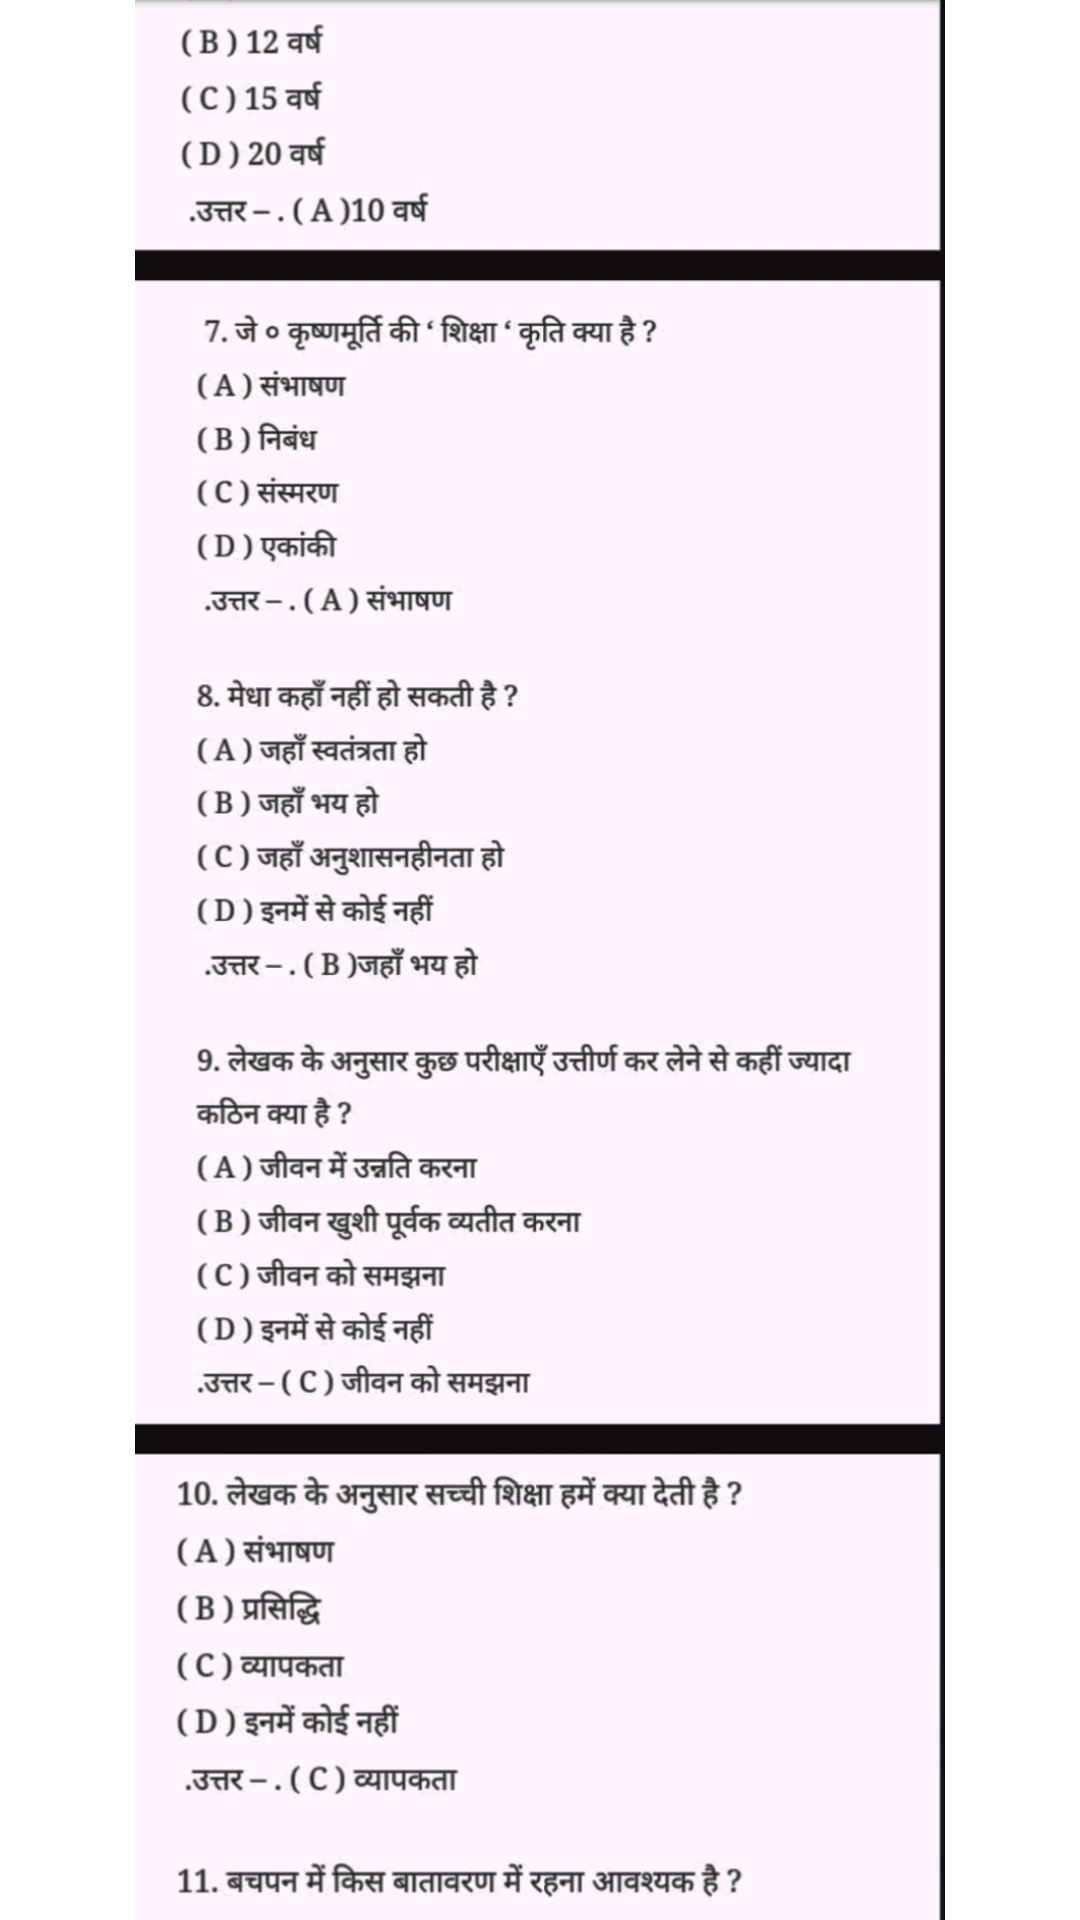 ( B ) 12 वर्ष
( C ) 15 वर्ष
( D ) 20 वर्ष
.उत्तर – . ( A )10 वर्ष
7. जे ० कृष्णमूर्ति की ‘ शिक्षा ‘ कृति क्या है ?
( A ) संभाषण
( B ) निबंध
( C ) संस्मरण
( D ) एकांकी
.उत्तर – . ( A ) संभाषण
8. मेधा कहाँ नहीं हो सकती है ?
( A ) जहाँ स्वतंत्रता हो
( B ) जहाँ भय हो
( C ) जहाँ अनुशासनहीनता हो
( D ) इनमें से कोई नहीं
.उत्तर – . ( B )जहाँ भय हो
9. लेखक के अनुसार कुछ परीक्षाएँ उत्तीर्ण कर लेने से कहीं ज्यादा
कठिन क्या है ?
( A ) जीवन में उन्नति करना
( B ) जीवन खुशी पूर्वक व्यतीत करना
( C ) जीवन को समझना
( D ) इनमें से कोई नहीं
.उत्तर – ( C ) जीवन को समझना
10. लेखक के अनुसार सच्ची शिक्षा हमें क्या देती है ?
( A ) संभाषण
( B ) प्रसिद्धि
( C ) व्यापकता
( D ) इनमें कोई नहीं
.उत्तर – . ( C ) व्यापकता
11. बचपन में किस बातावरण में रहना आवश्यक है ?